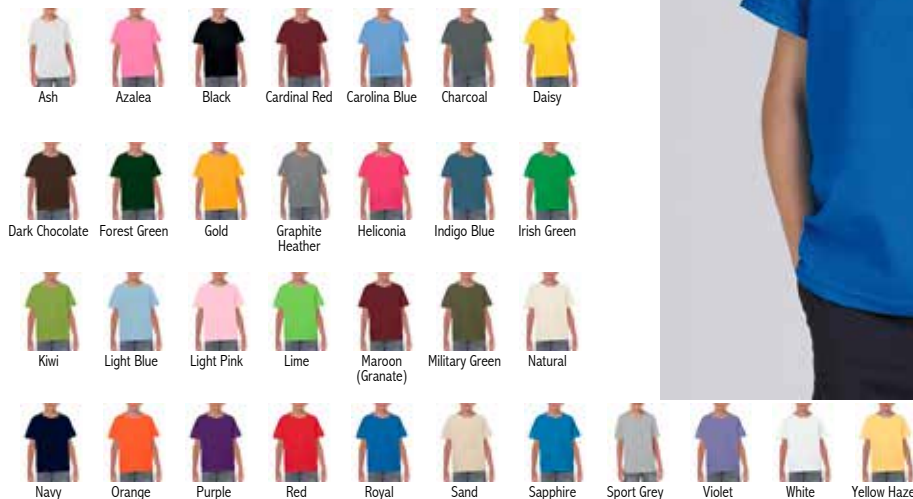 Ash Azalea Black Cardinal Red Carolina Blue Charcoal Daisy
Dark Chocolate Forest Green Gold Graphite Heather Heliconia Indigo Blue Irish Green
Kiwi Light Blue Light Pink Lime Maroon (Granate) Military Green Natural
Navy Orange Purple Red Royal Sand Sapphire Sport Grey Violet White Yellow Haze